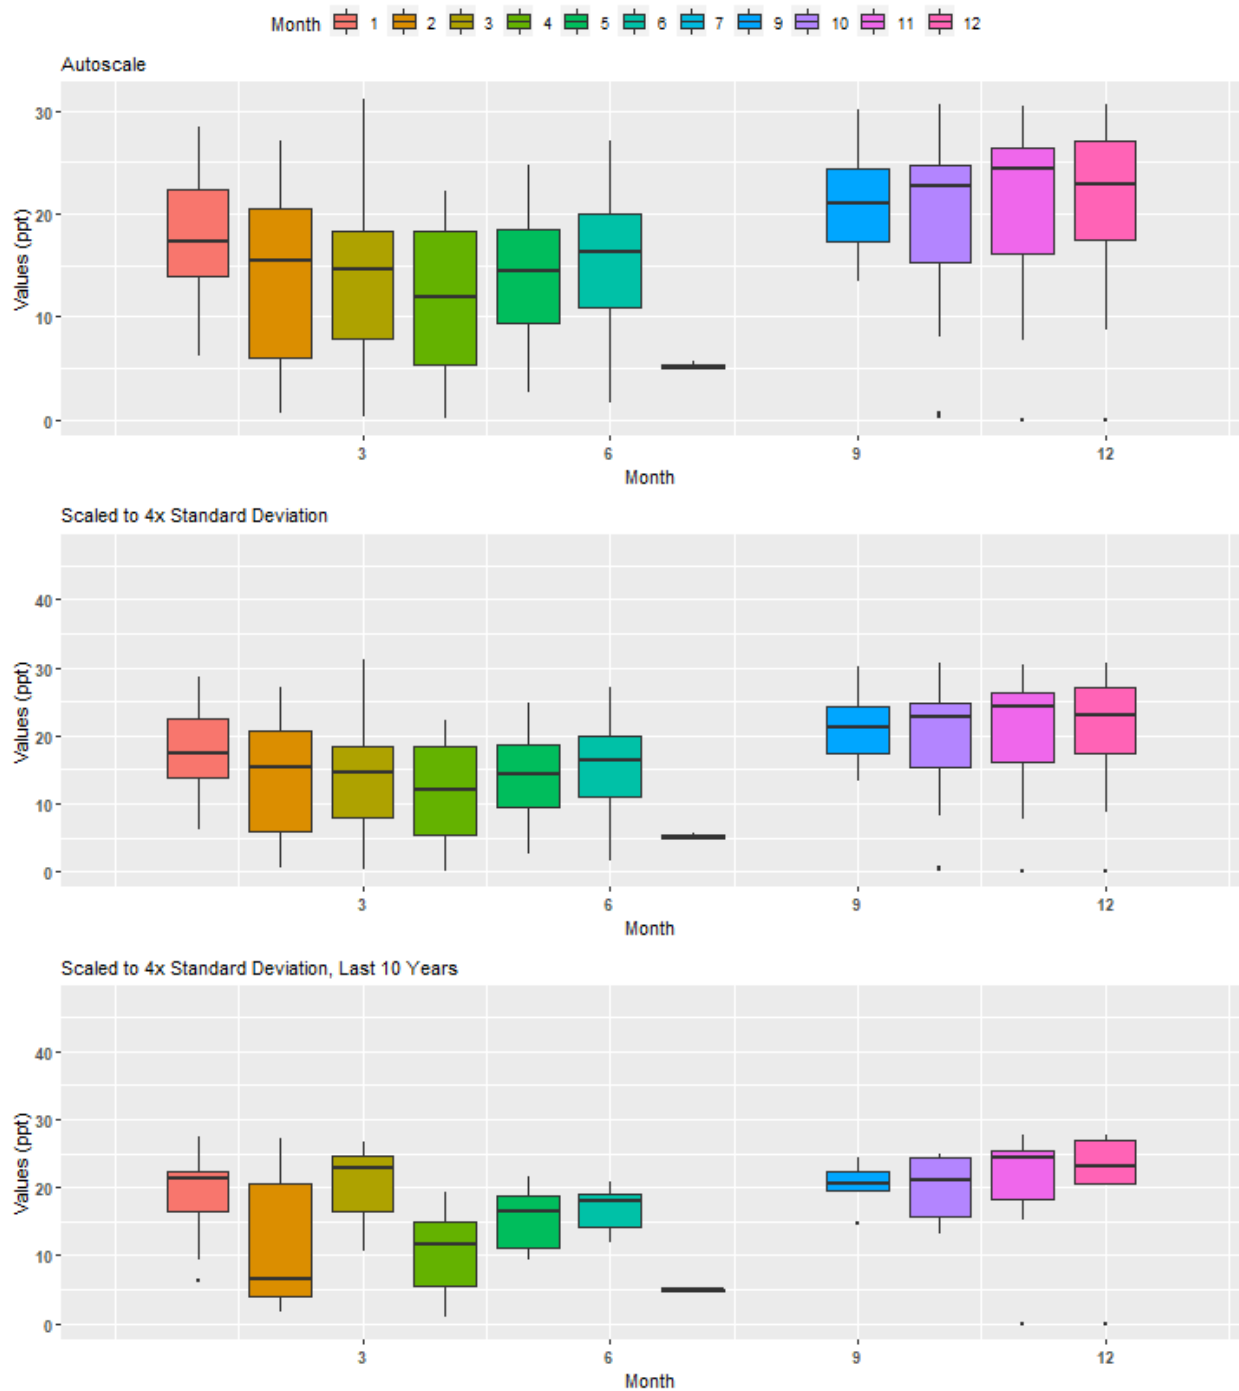 Month 1 2 3 4 5 6 7 9 10 11 12
Autoscale
Values (ppt)
30
20
10
0
3 6 9 12
Month
Scaled to 4x Standard Deviation
Values (ppt)
40
30
20
10
0
3 6 9 12
Month
Scaled to 4x Standard Deviation, Last 10 Years
Values (ppt)
40
30
20
10
0
3 6 9 12
Month